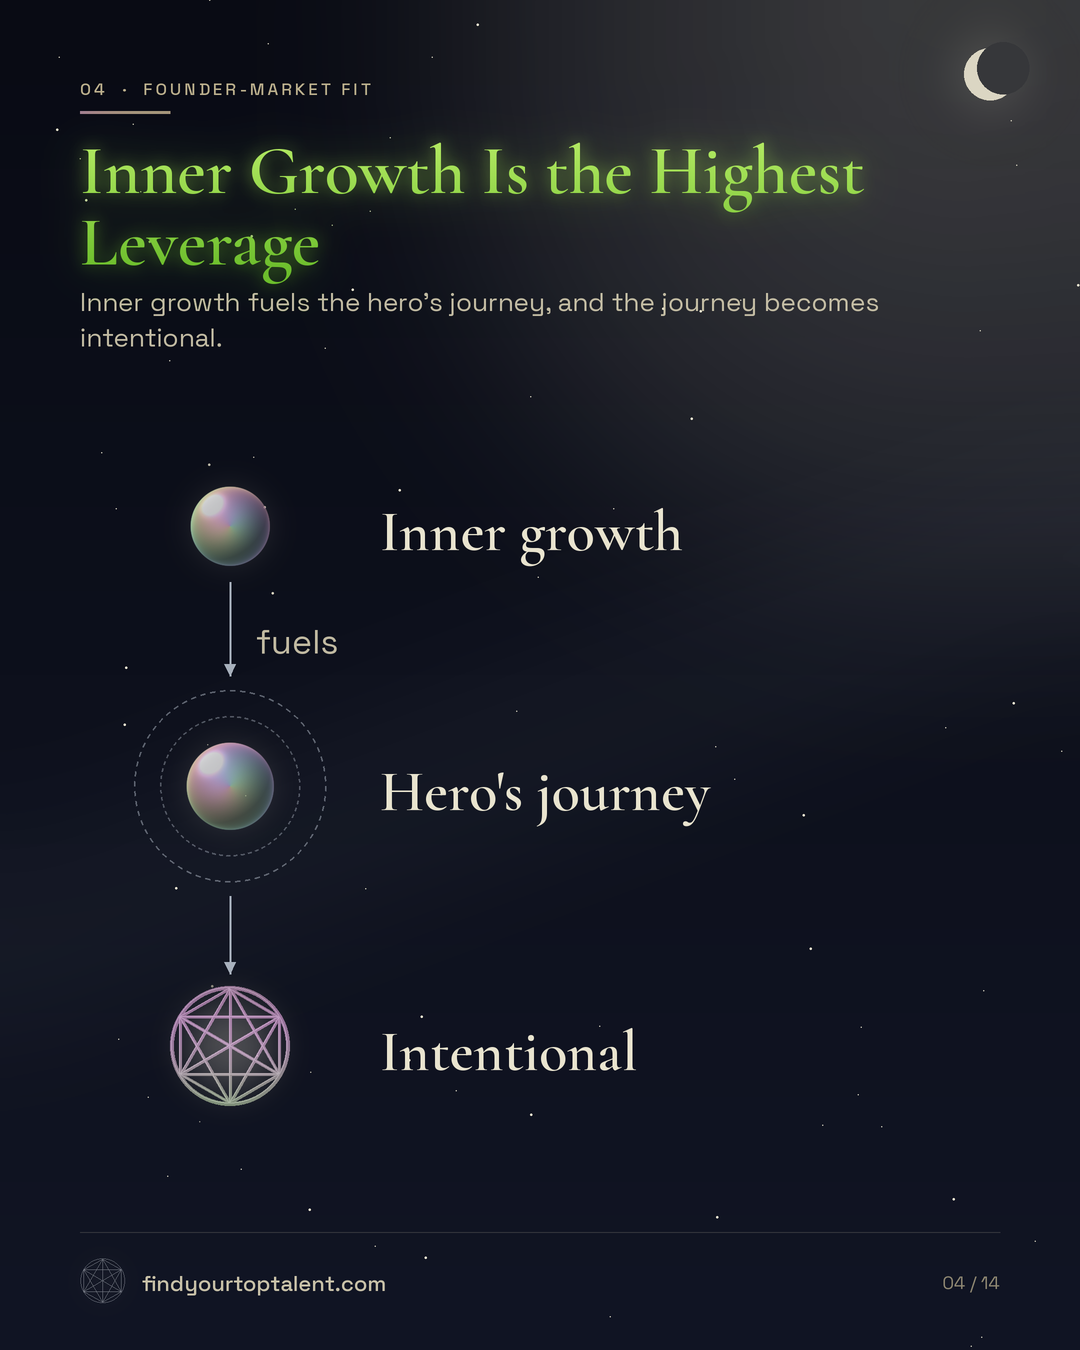 04 · FOUNDER-MARKET FIT
Inner Growth Is the Highest
Leverage
Inner growth fuels the hero’s journey, and the journey becomes
intentional.
Inner growth
fuels
Hero's journey
Intentional
findyourtoptalent.com
04 / 14